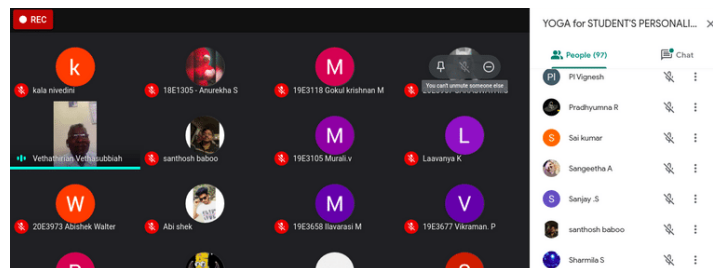 REC
YOGA for STUDENT'S PERSONALI...
People (97)
Chat
k
kala nivedini
18E1305 - Anurekha S
M
19E3118 Gokul krishnan M
You can't unmute someone else
Vethathirian Vethasubbiah
santhosh baboo
M
19E3105 Murali.v
L
Laavanya K
W
20E3973 Abishek Walter
Abi shek
M
19E3658 Ilavarasi M
V
19E3677 Vikraman. P
Pl
Pl Vignesh
Pradhyumna R
S
Sai kumar
Sangeetha A
S
Sanjay .S
santhosh baboo
Sharmila S